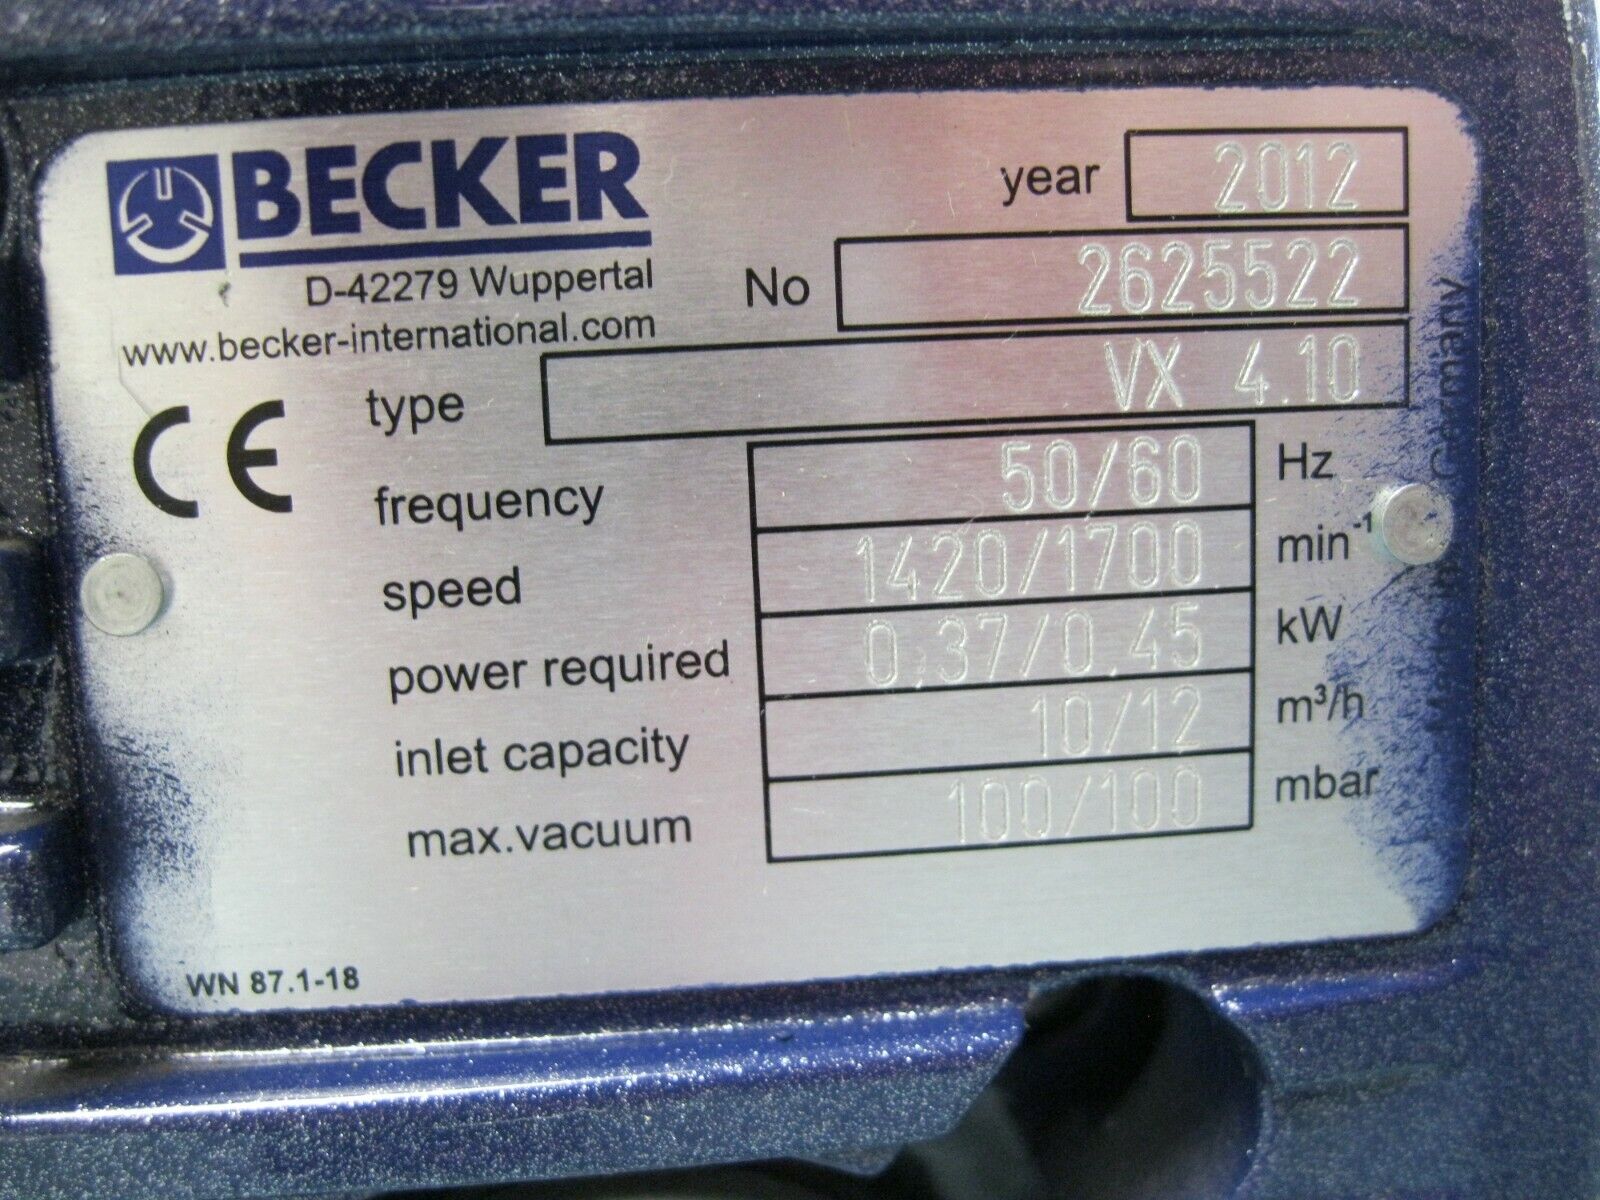 BECKER
D-42279 Wuppertal
www.becker-international.com
year 2012
No 2625522
type VX 4.10
CE
frequency 50/60 Hz
speed 1420/1700 min⁻¹
power required 0,37/0,45 kW
inlet capacity 10/12 m³/h
max.vacuum 100/100 mbar
WN 87.1-18
Germany